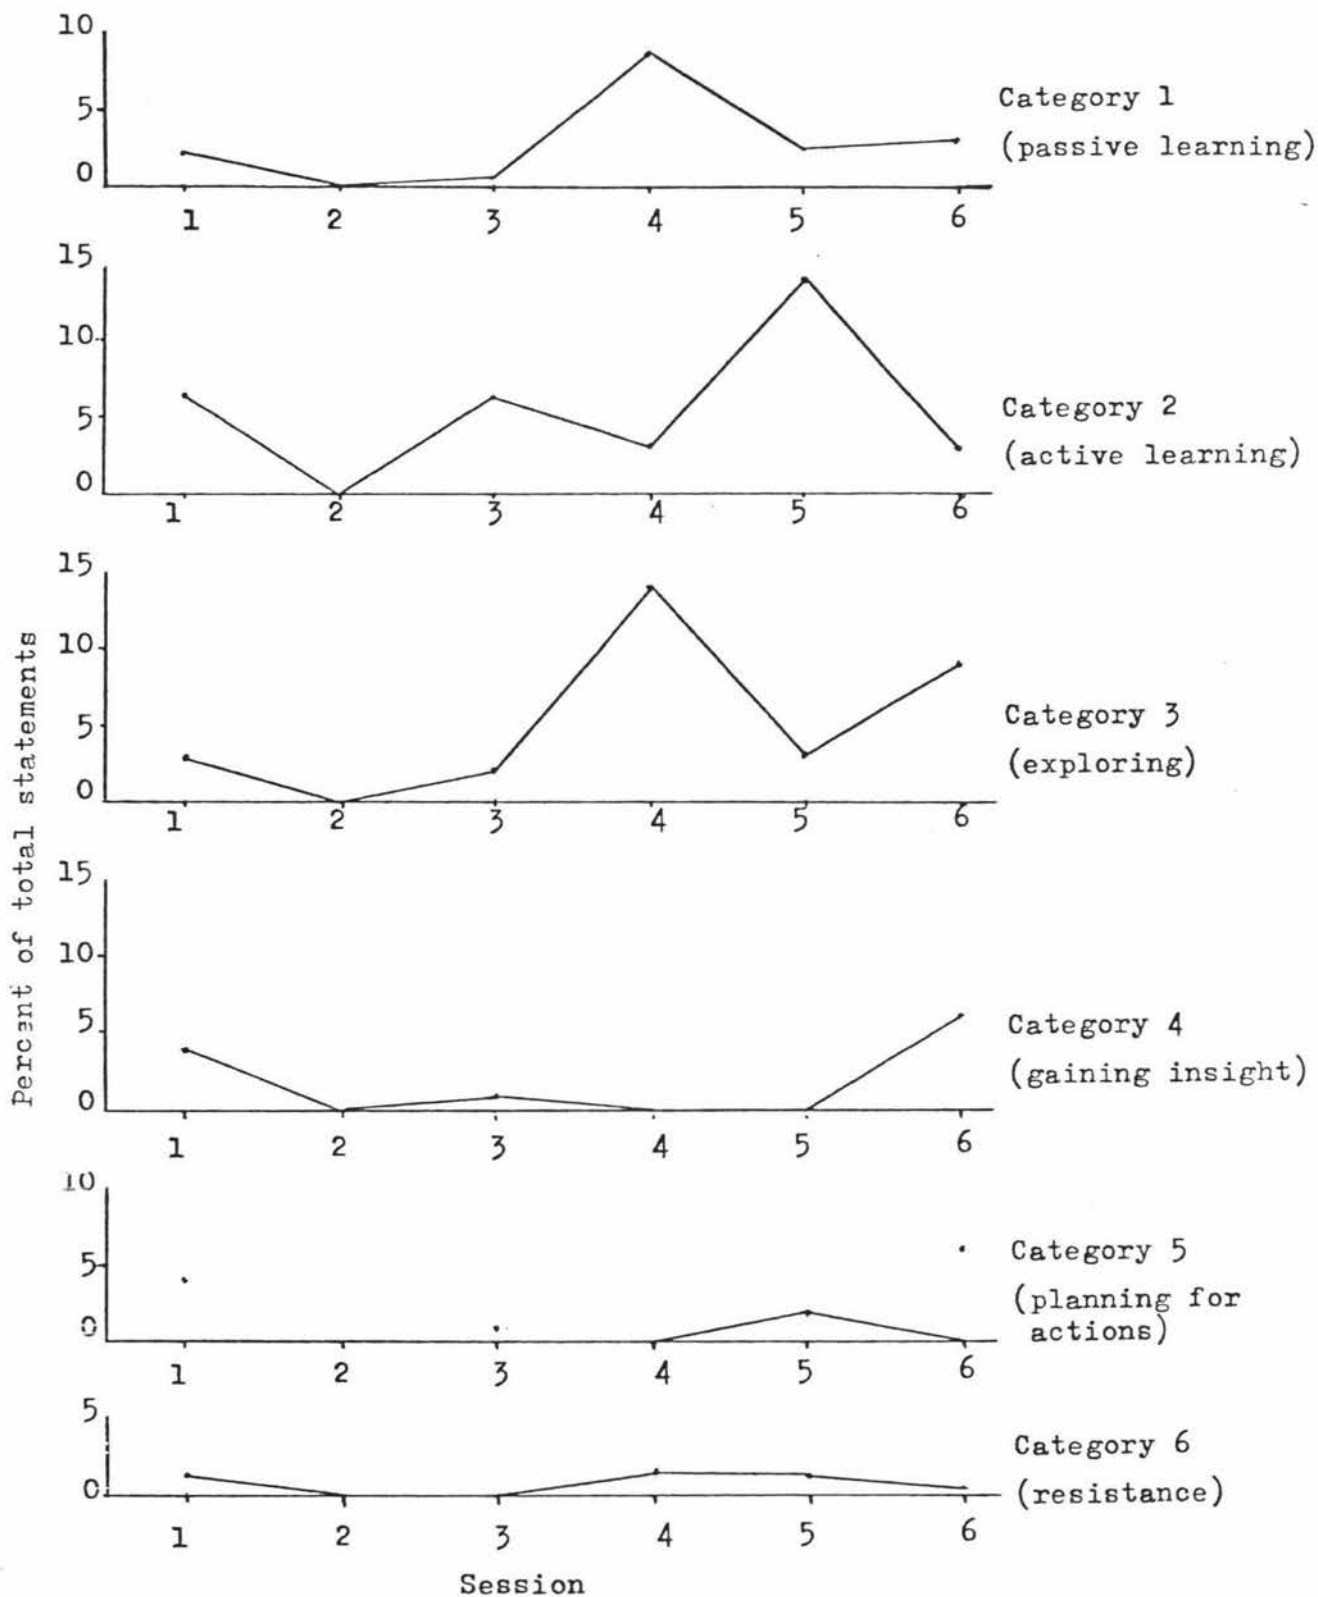 10
5
0
Category 1
(passive learning)
1 2 3 4 5 6
15
10
5
0
Category 2
(active learning)
1 2 3 4 5 6
15
10
5
0
Category 3
(exploring)
1 2 3 4 5 6
Percent of total statements
15
10
5
0
Category 4
(gaining insight)
1 2 3 4 5 6
10
5
0
Category 5
(planning for
actions)
1 2 3 4 5 6
5
0
Category 6
(resistance)
1 2 3 4 5 6
Session